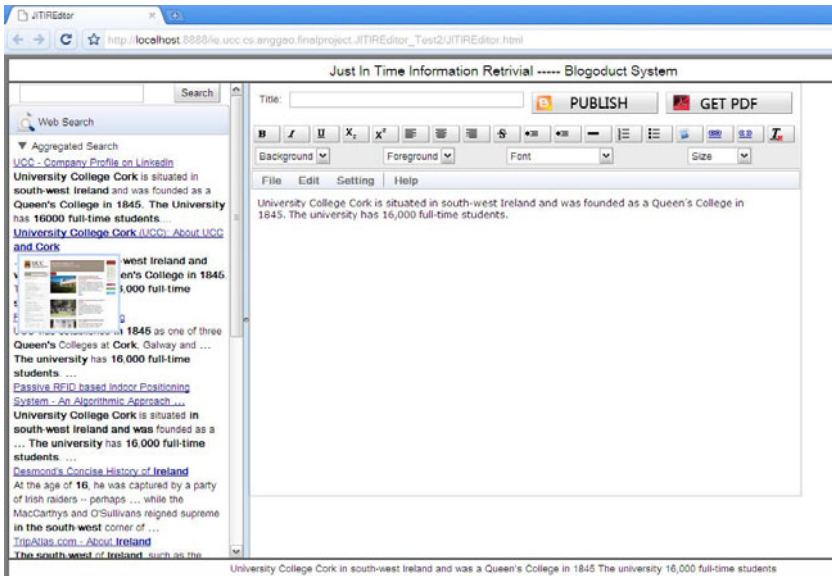 JITIREditor
http://localhost:8888/ie.ucc.cs.anggao.finalproject.JITIREditor_Test2/JITIREditor.html
Just In Time Information Retrivial ----- Blogoduct System
Search
Web Search
Aggregated Search
UCC - Company Profile on LinkedIn
University College Cork is situated in
south-west Ireland and was founded as a
Queen's College in 1845. The University
has 16000 full-time students....
University College Cork (UCC): About UCC
and Cork
-west Ireland and
en's College in 1845.
,000 full-time
1845 as one of three
Queen's Colleges at Cork, Galway and ...
The university has 16,000 full-time
students. ...
Passive RFID based Indoor Positioning
System - An Algorithmic Approach ...
University College Cork is situated in
south-west Ireland and was founded as a
... The university has 16,000 full-time
students. ...
Desmond's Concise History of Ireland
At the age of 16, he was captured by a party
of Irish raiders -- perhaps ... while the
MacCarthys and O'Sullivans reigned supreme
in the south-west corner of ...
TripAtlas.com - About Ireland
The south-west of Ireland, such as the
Title:
PUBLISH
GET PDF
Background
Foreground
Font
Size
File Edit Setting Help
University College Cork is situated in south-west Ireland and was founded as a Queen's College in
1845. The university has 16,000 full-time students.
University College Cork in south-west Ireland and was a Queen's College in 1845 The university 16,000 full-time students